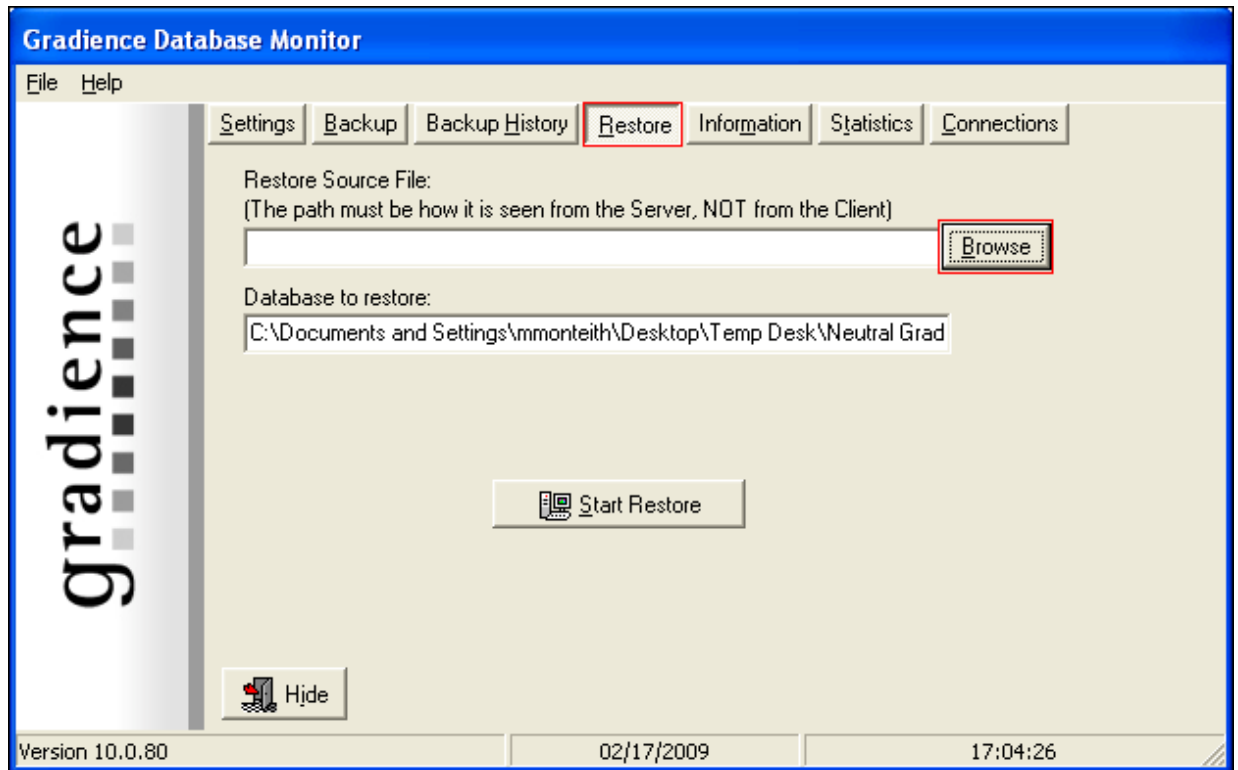 Gradience Database Monitor
File Help
Settings Backup Backup History Restore Information Statistics Connections
Restore Source File:
(The path must be how it is seen from the Server, NOT from the Client)
Browse
Database to restore:
C:\Documents and Settings\mmonteith\Desktop\Temp Desk\Neutral Grad
gradience
Start Restore
Hide
Version 10.0.80 02/17/2009 17:04:26